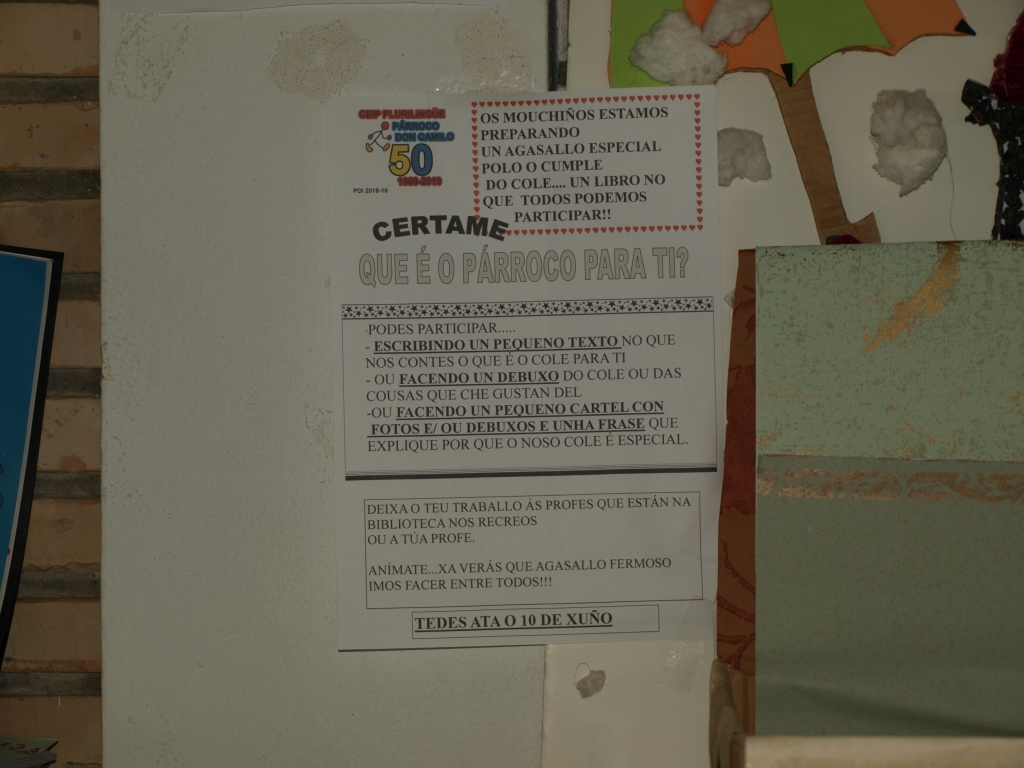 CEIP PLURILINGÜE
PÁRROCO
DON CAMILO
50
1969-2019
PDI 2018-19
OS MOUCHIÑOS ESTAMOS
PREPARANDO
UN AGASALLO ESPECIAL
POLO O CUMPLE
DO COLE.... UN LIBRO NO
QUE TODOS PODEMOS
PARTICIPAR!!
CERTAME
QUE É O PÁRROCO PARA TI?
-PODES PARTICIPAR.....
- ESCRIBINDO UN PEQUENO TEXTO NO QUE
NOS CONTES O QUE É O COLE PARA TI
- OU FACENDO UN DEBUXO DO COLE OU DAS
COUSAS QUE CHE GUSTAN DEL
-OU FACENDO UN PEQUENO CARTEL CON
FOTOS E/ OU DEBUXOS E UNHA FRASE QUE
EXPLIQUE POR QUE O NOSO COLE É ESPECIAL.
DEIXA O TEU TRABALLO ÁS PROFES QUE ESTÁN NA
BIBLIOTECA NOS RECREOS
OU A TÚA PROFE.
ANÍMATE...XA VERÁS QUE AGASALLO FERMOSO
IMOS FACER ENTRE TODOS!!!
TEDES ATA O 10 DE XUÑO